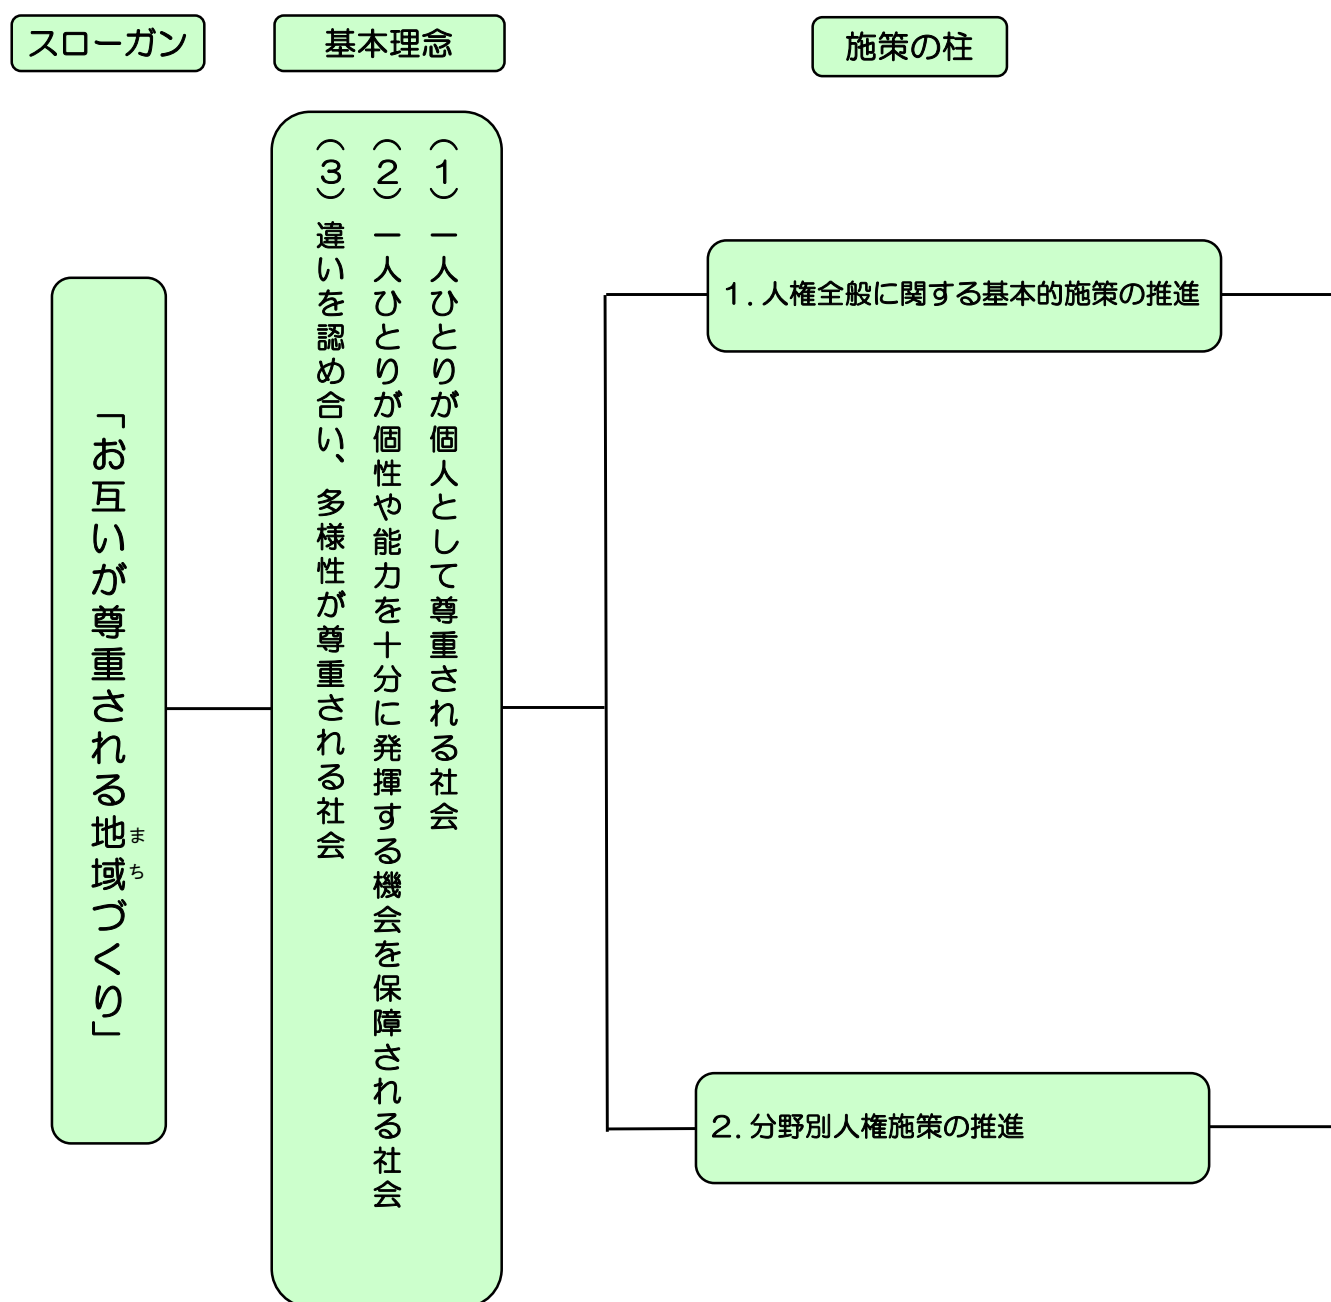 スローガン
基本理念
施策の柱
「お互いが尊重される地域づくり」
まち
（１）一人ひとりが個人として尊重される社会
（２）一人ひとりが個性や能力を十分に発揮する機会を保障される社会
（３）違いを認め合い、多様性が尊重される社会
１．人権全般に関する基本的施策の推進
２．分野別人権施策の推進